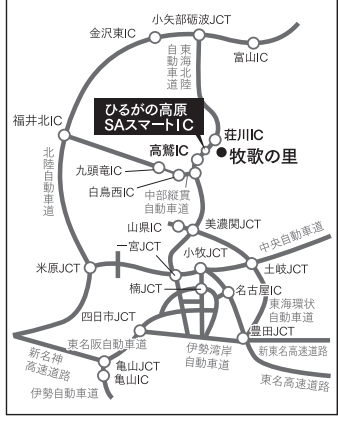 小矢部砺波JCT
金沢東IC
富山IC
東海北陸
自動車道
ひるがの高原
SAスマートIC
福井北IC
荘川IC
高鷲IC
牧歌の里
九頭竜IC
白鳥西IC
北陸自動車道
中部縦貫
自動車道
山県IC
美濃関JCT
中央自動車道
一宮JCT
小牧JCT
米原JCT
土岐JCT
楠JCT
名古屋IC
東海環状
自動車道
四日市JCT
豊田JCT
東名阪自動車道
伊勢湾岸
自動車道
新東名高速道路
新名神
高速道路
東名高速道路
亀山JCT
亀山IC
伊勢自動車道